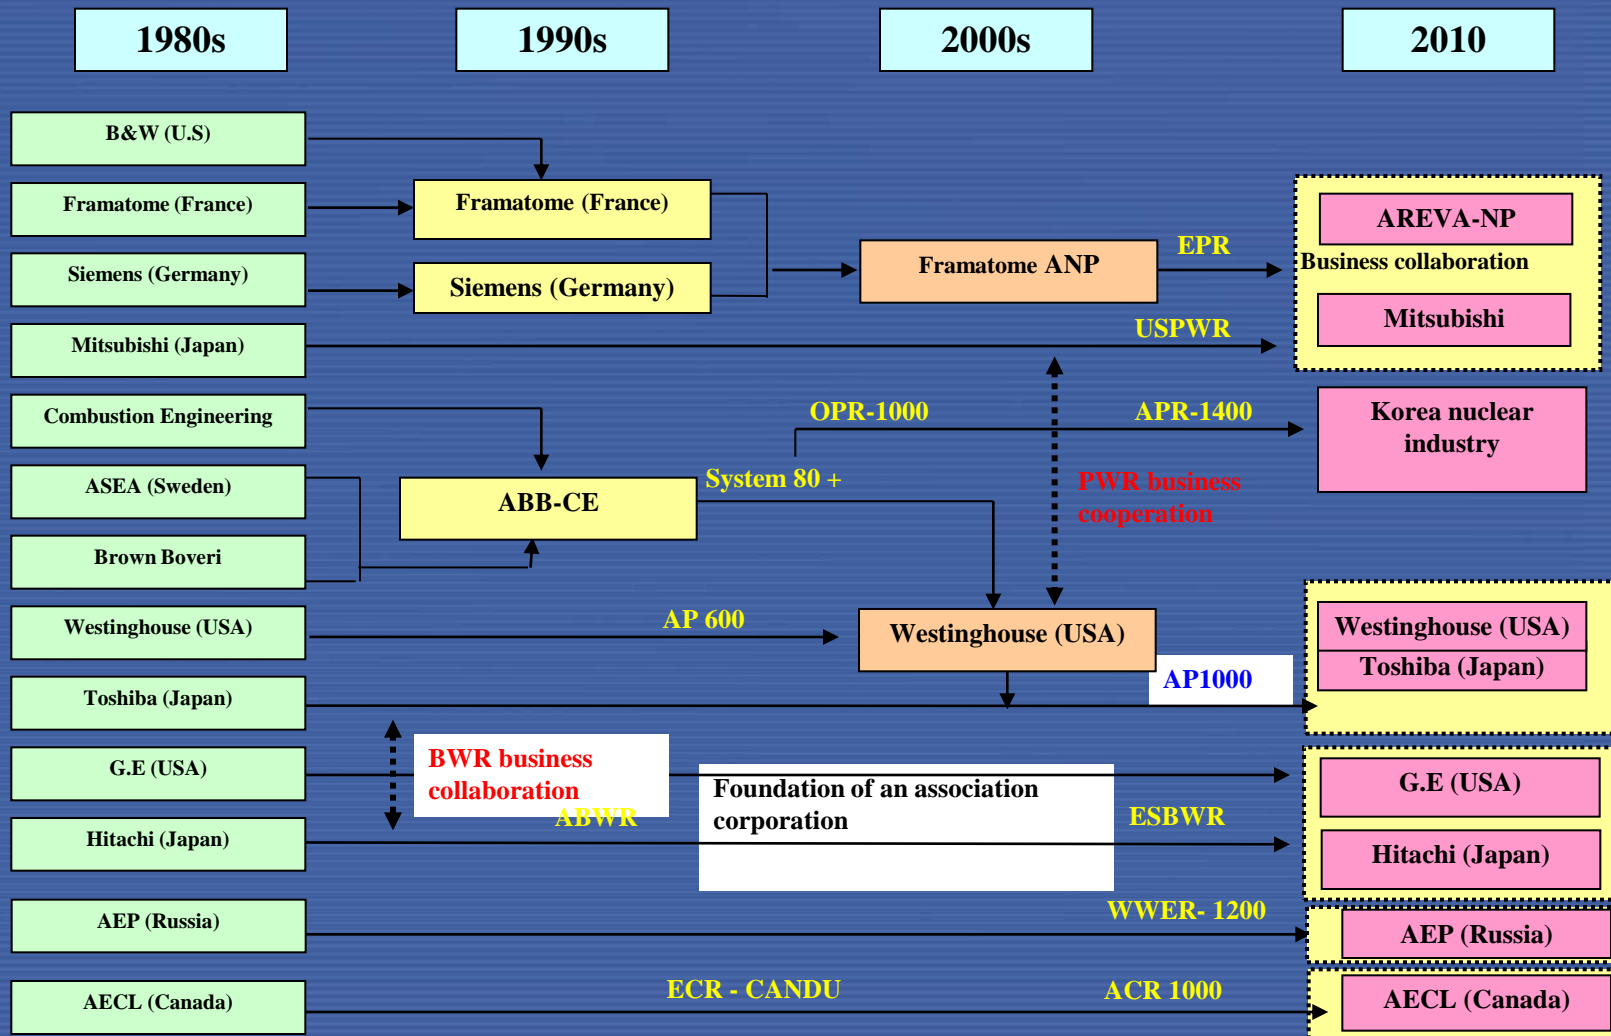 1980s
1990s
2000s
2010
B&W (U.S)
Framatome (France)
Siemens (Germany)
Mitsubishi (Japan)
Combustion Engineering
ASEA (Sweden)
Brown Boveri
Westinghouse (USA)
Toshiba (Japan)
G.E (USA)
Hitachi (Japan)
AEP (Russia)
AECL (Canada)
Framatome (France)
Siemens (Germany)
ABB-CE
System 80 +
AP 600
BWR business
collaboration
ABWR
ECR - CANDU
Framatome ANP
EPR
USPWR
OPR-1000
APR-1400
PWR business
cooperation
Westinghouse (USA)
AP1000
Foundation of an association
corporation
ESBWR
WWER- 1200
ACR 1000
AREVA-NP
Business collaboration
Mitsubishi
Korea nuclear
industry
Westinghouse (USA)
Toshiba (Japan)
G.E (USA)
Hitachi (Japan)
AEP (Russia)
AECL (Canada)